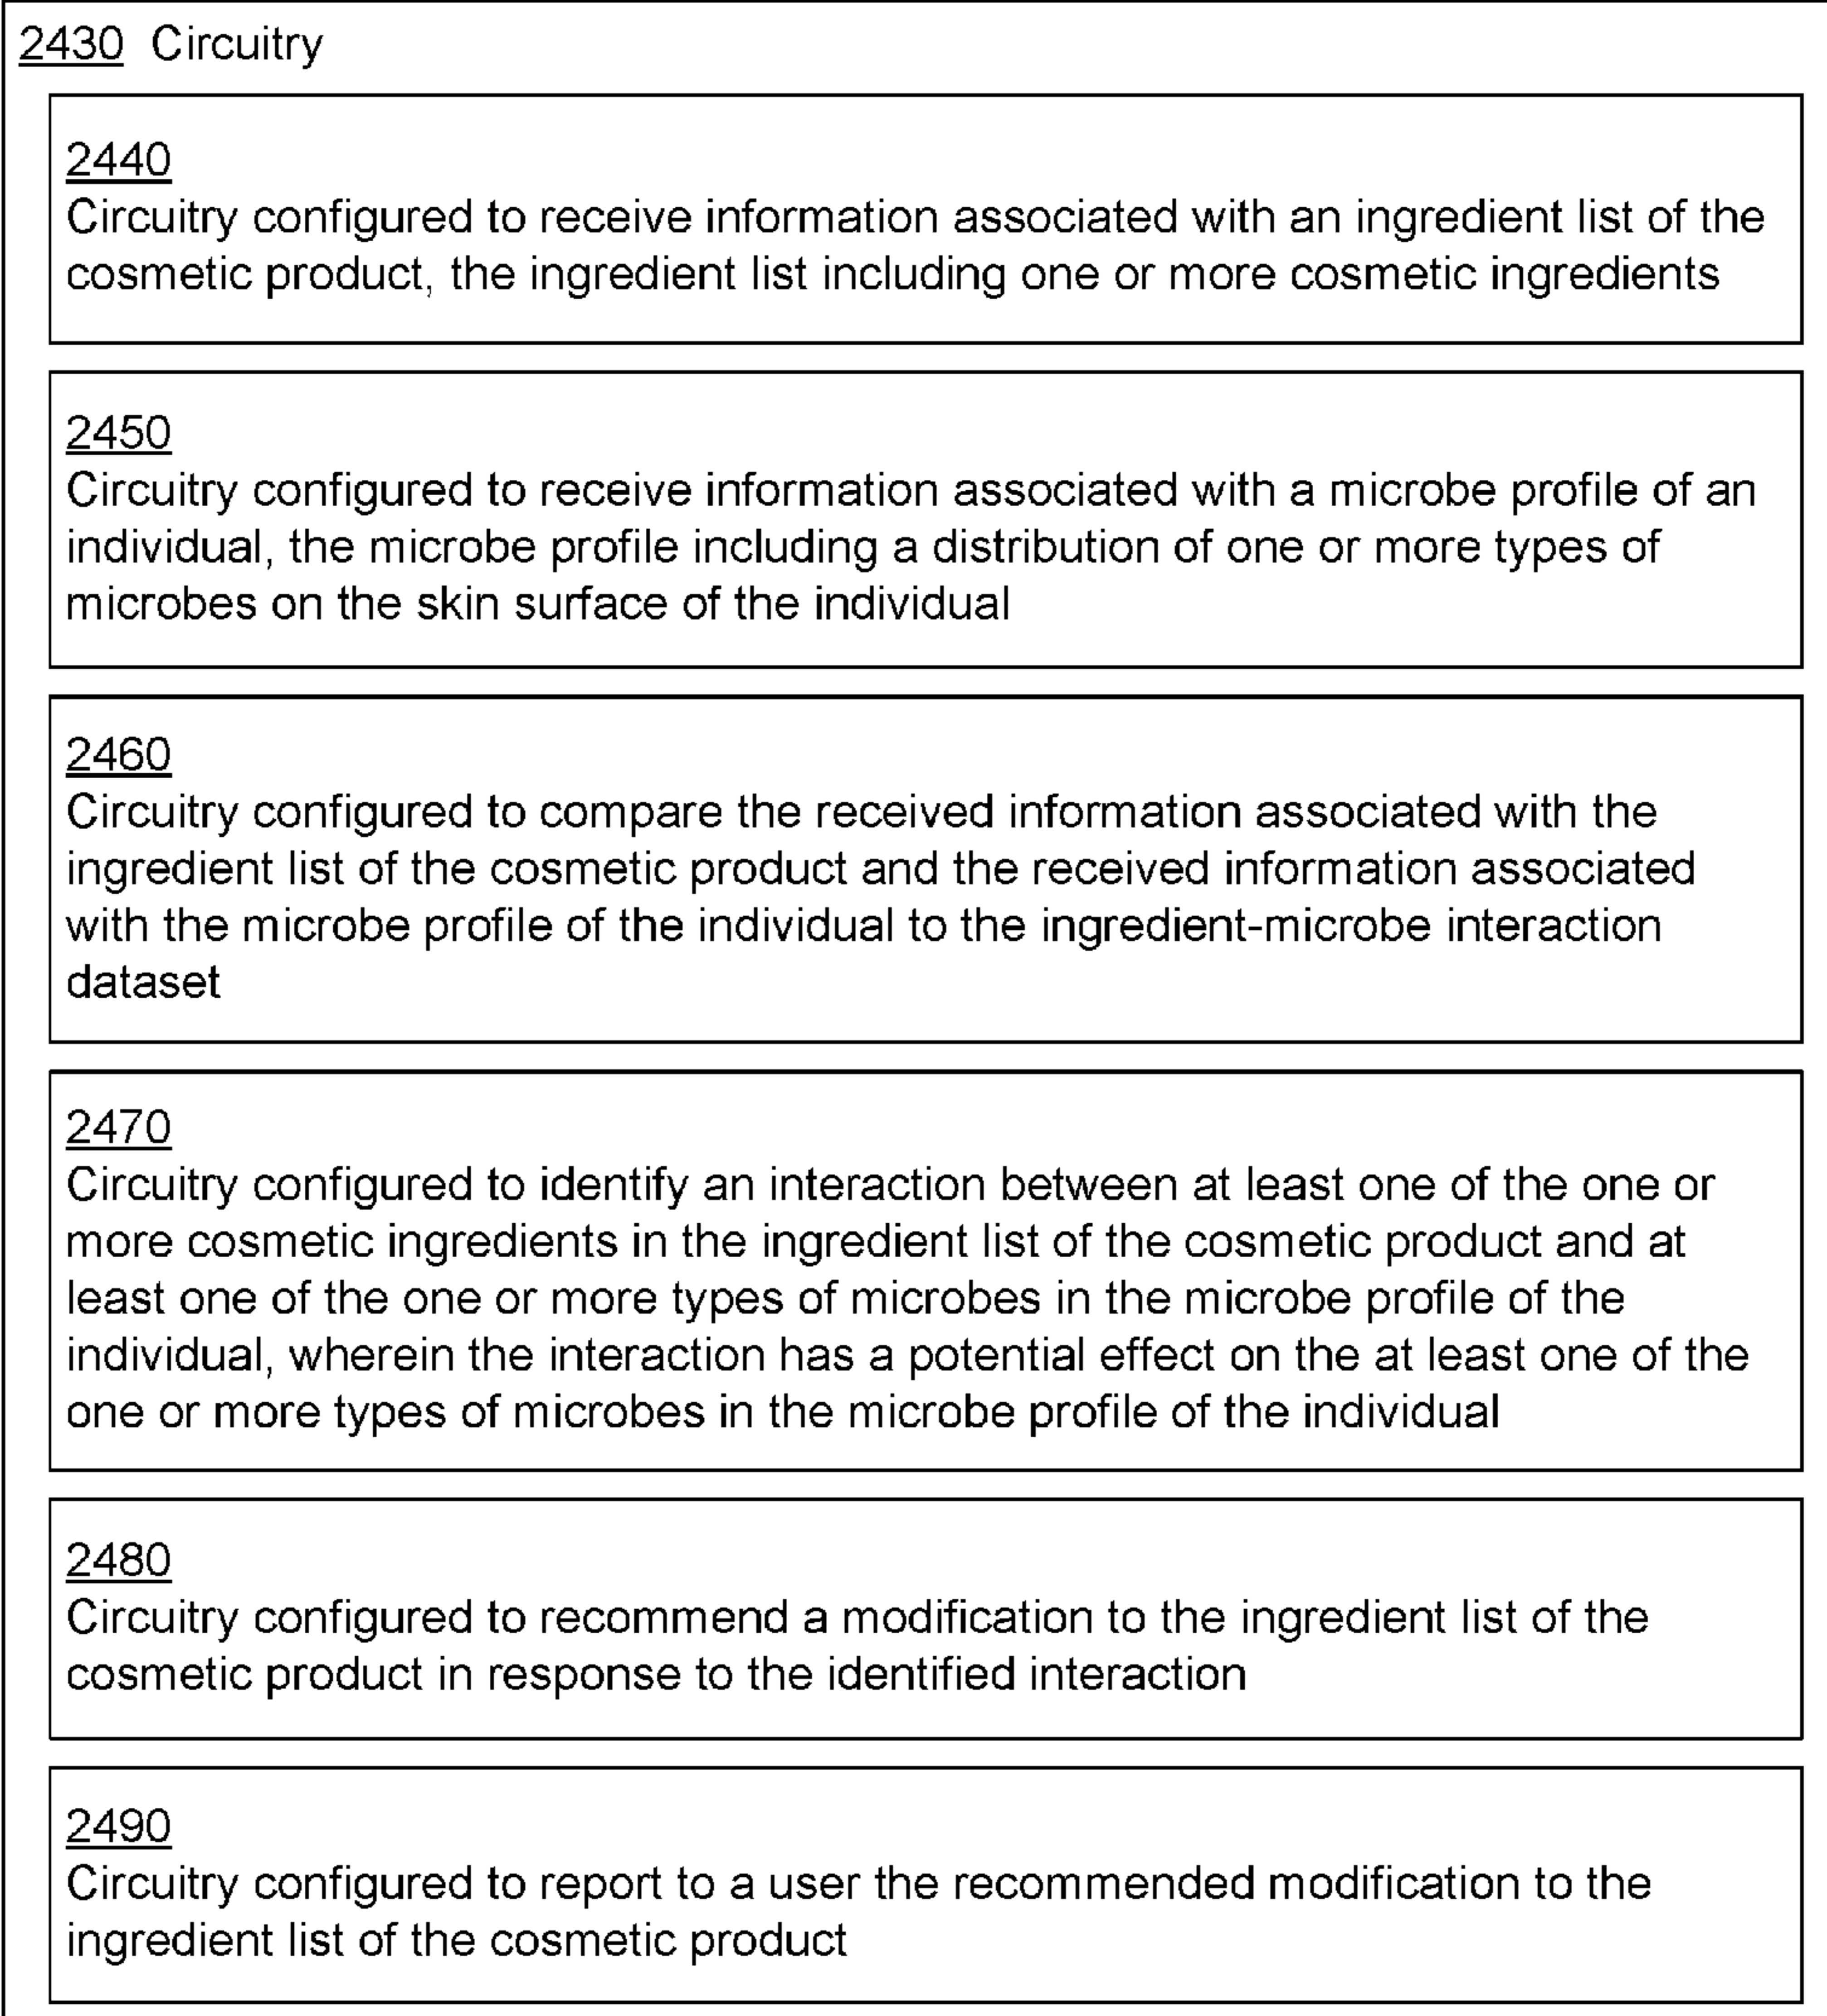 2430 Circuitry
2440
Circuitry configured to receive information associated with an ingredient list of the
cosmetic product, the ingredient list including one or more cosmetic ingredients
2450
Circuitry configured to receive information associated with a microbe profile of an
individual, the microbe profile including a distribution of one or more types of
microbes on the skin surface of the individual
2460
Circuitry configured to compare the received information associated with the
ingredient list of the cosmetic product and the received information associated
with the microbe profile of the individual to the ingredient-microbe interaction
dataset
2470
Circuitry configured to identify an interaction between at least one of the one or
more cosmetic ingredients in the ingredient list of the cosmetic product and at
least one of the one or more types of microbes in the microbe profile of the
individual, wherein the interaction has a potential effect on the at least one of the
one or more types of microbes in the microbe profile of the individual
2480
Circuitry configured to recommend a modification to the ingredient list of the
cosmetic product in response to the identified interaction
2490
Circuitry configured to report to a user the recommended modification to the
ingredient list of the cosmetic product